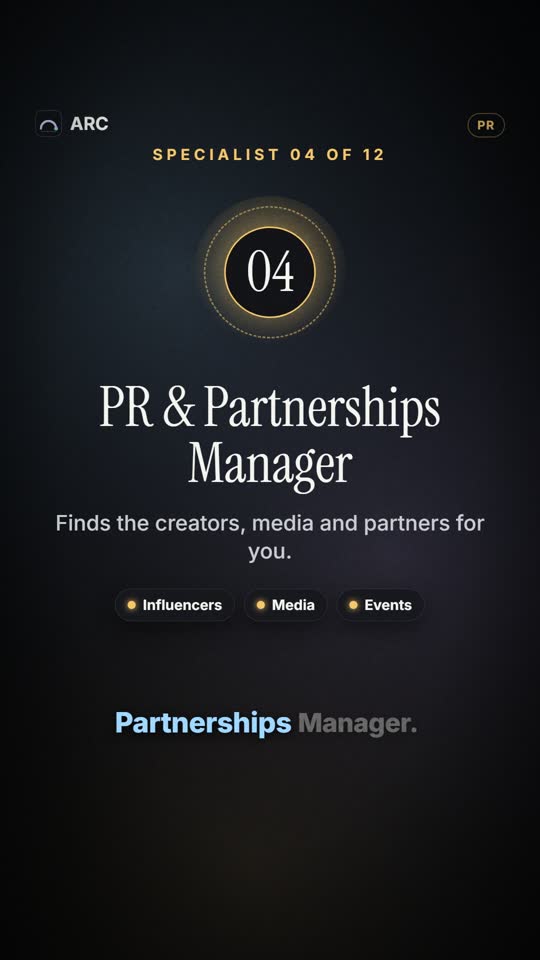 ARC
PR
SPECIALIST 04 OF 12
04
PR & Partnerships
Manager
Finds the creators, media and partners for
you.
Influencers
Media
Events
Partnerships Manager.